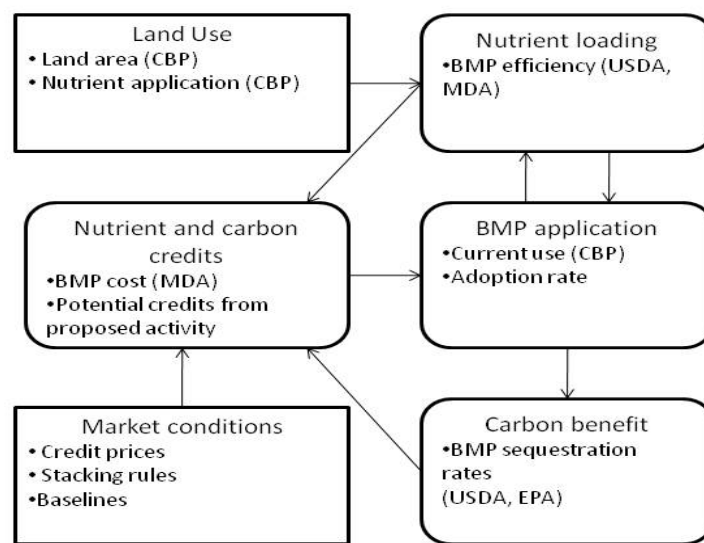 Land Use
• Land area (CBP)
• Nutrient application (CBP)
Nutrient loading
•BMP efficiency (USDA,
MDA)
Nutrient and carbon
credits
•BMP cost (MDA)
•Potential credits from
proposed activity
BMP application
•Current use (CBP)
•Adoption rate
Market conditions
• Credit prices
• Stacking rules
•Baselines
Carbon benefit
•BMP sequestration
rates
(USDA, EPA)